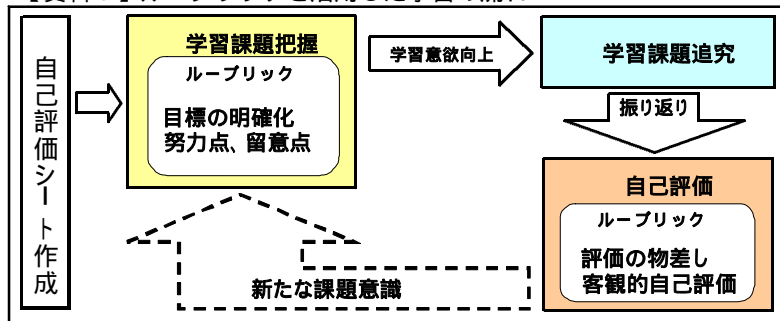 自己評価シート作成
学習課題把握
ルーブリック
目標の明確化
努力点、留意点
学習意欲向上
学習課題追究
振り返り
自己評価
ルーブリック
評価の物差し
客観的自己評価
新たな課題意識